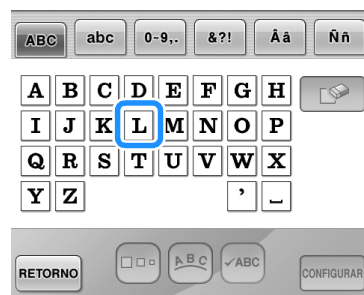 ABC abc 0~9,. &?! Ââ Ññ
A B C D E F G H
I J K L M N O P
Q R S T U V W X
Y Z ' ⎵
RETORNO ABC ✓ABC CONFIGURAR